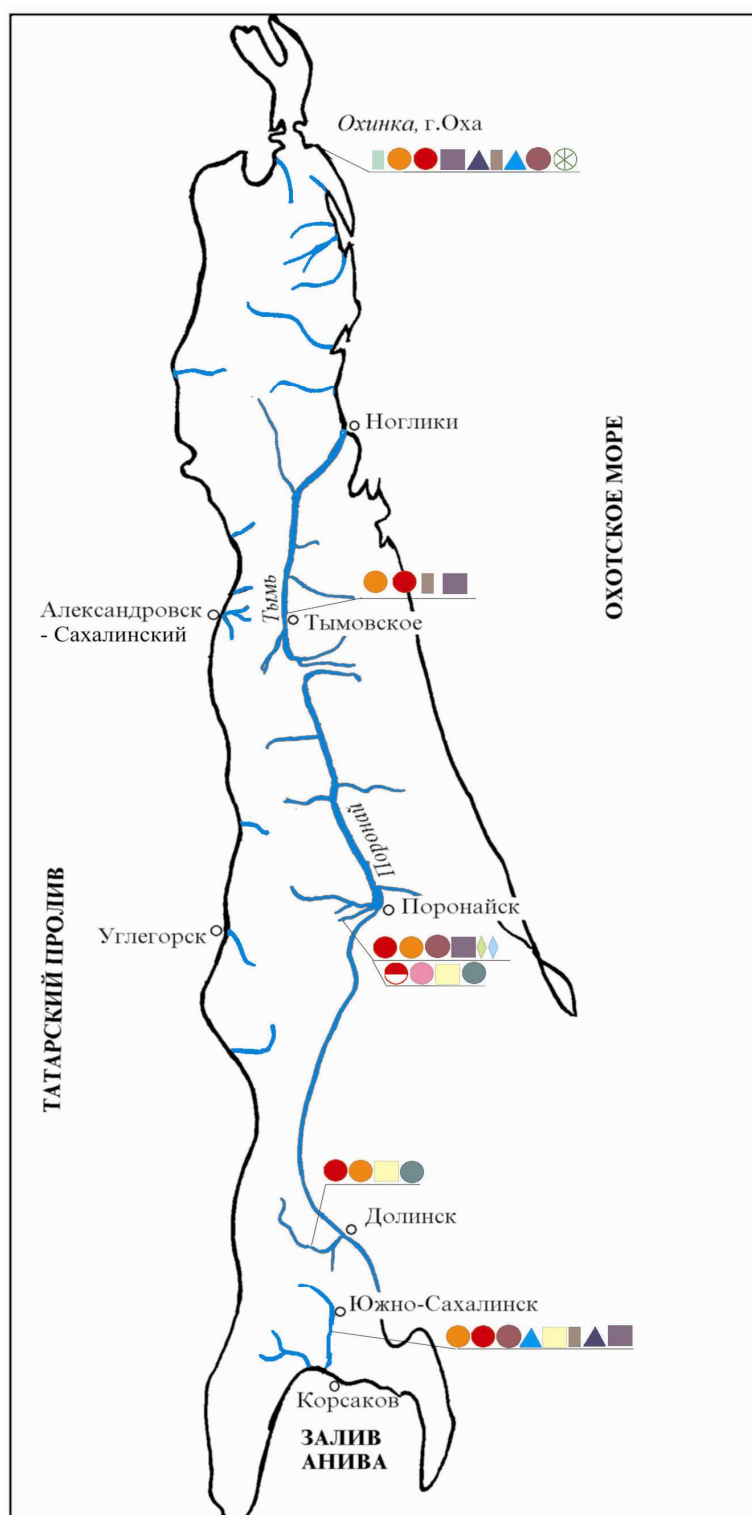 Охинка, г.Оха
Ноглики
ОХОТСКОЕ МОРЕ
Тымь
Александровск
- Сахалинский
Тымовское
Поронай
Поронайск
Углегорск
ТАТАРСКИЙ ПРОЛИВ
Долинск
Южно-Сахалинск
Корсаков
ЗАЛИВ
АНИВА